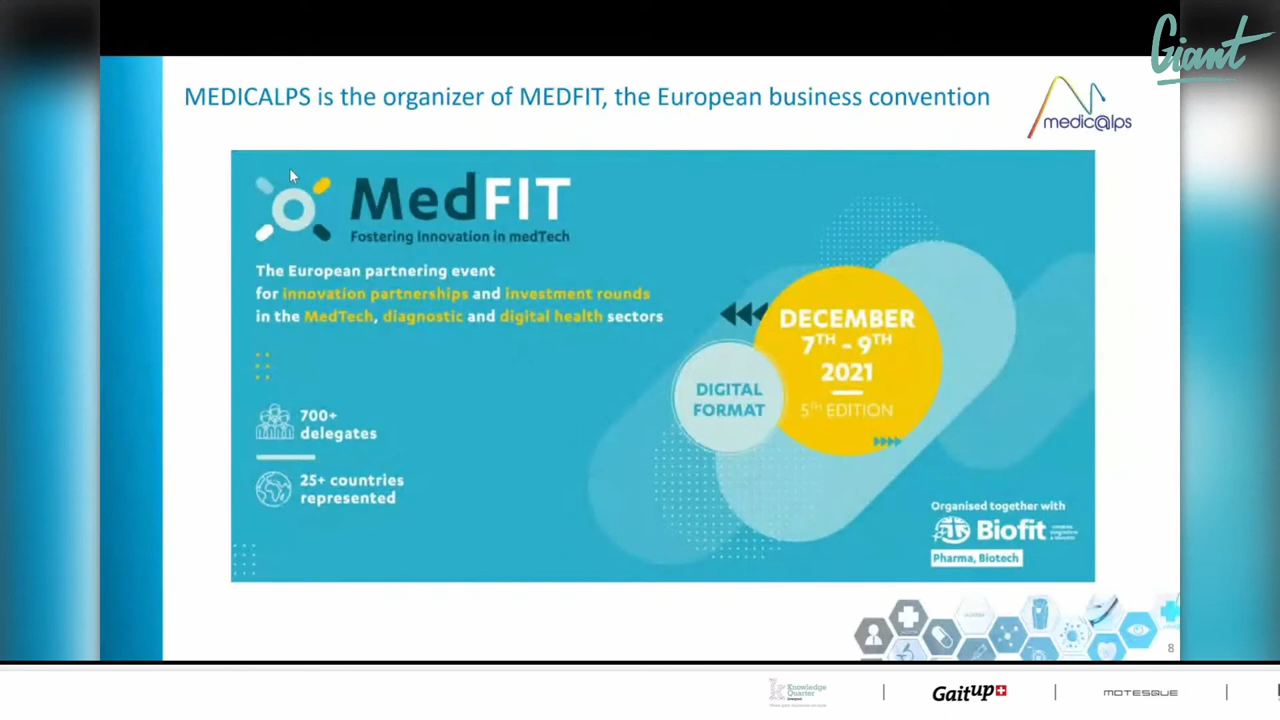 Giant
MEDICALPS is the organizer of MEDFIT, the European business convention
medic@lps
MedFIT
Fostering Innovation in medTech
The European partnering event
for innovation partnerships and investment rounds
in the MedTech, diagnostic and digital health sectors
DECEMBER
7TH - 9TH
2021
5TH EDITION
DIGITAL
FORMAT
700+
delegates
25+ countries
represented
Organised together with
Biofit
Pharma, Biotech
8
Knowledge
Quarter
Gaitup
MOTESQUE